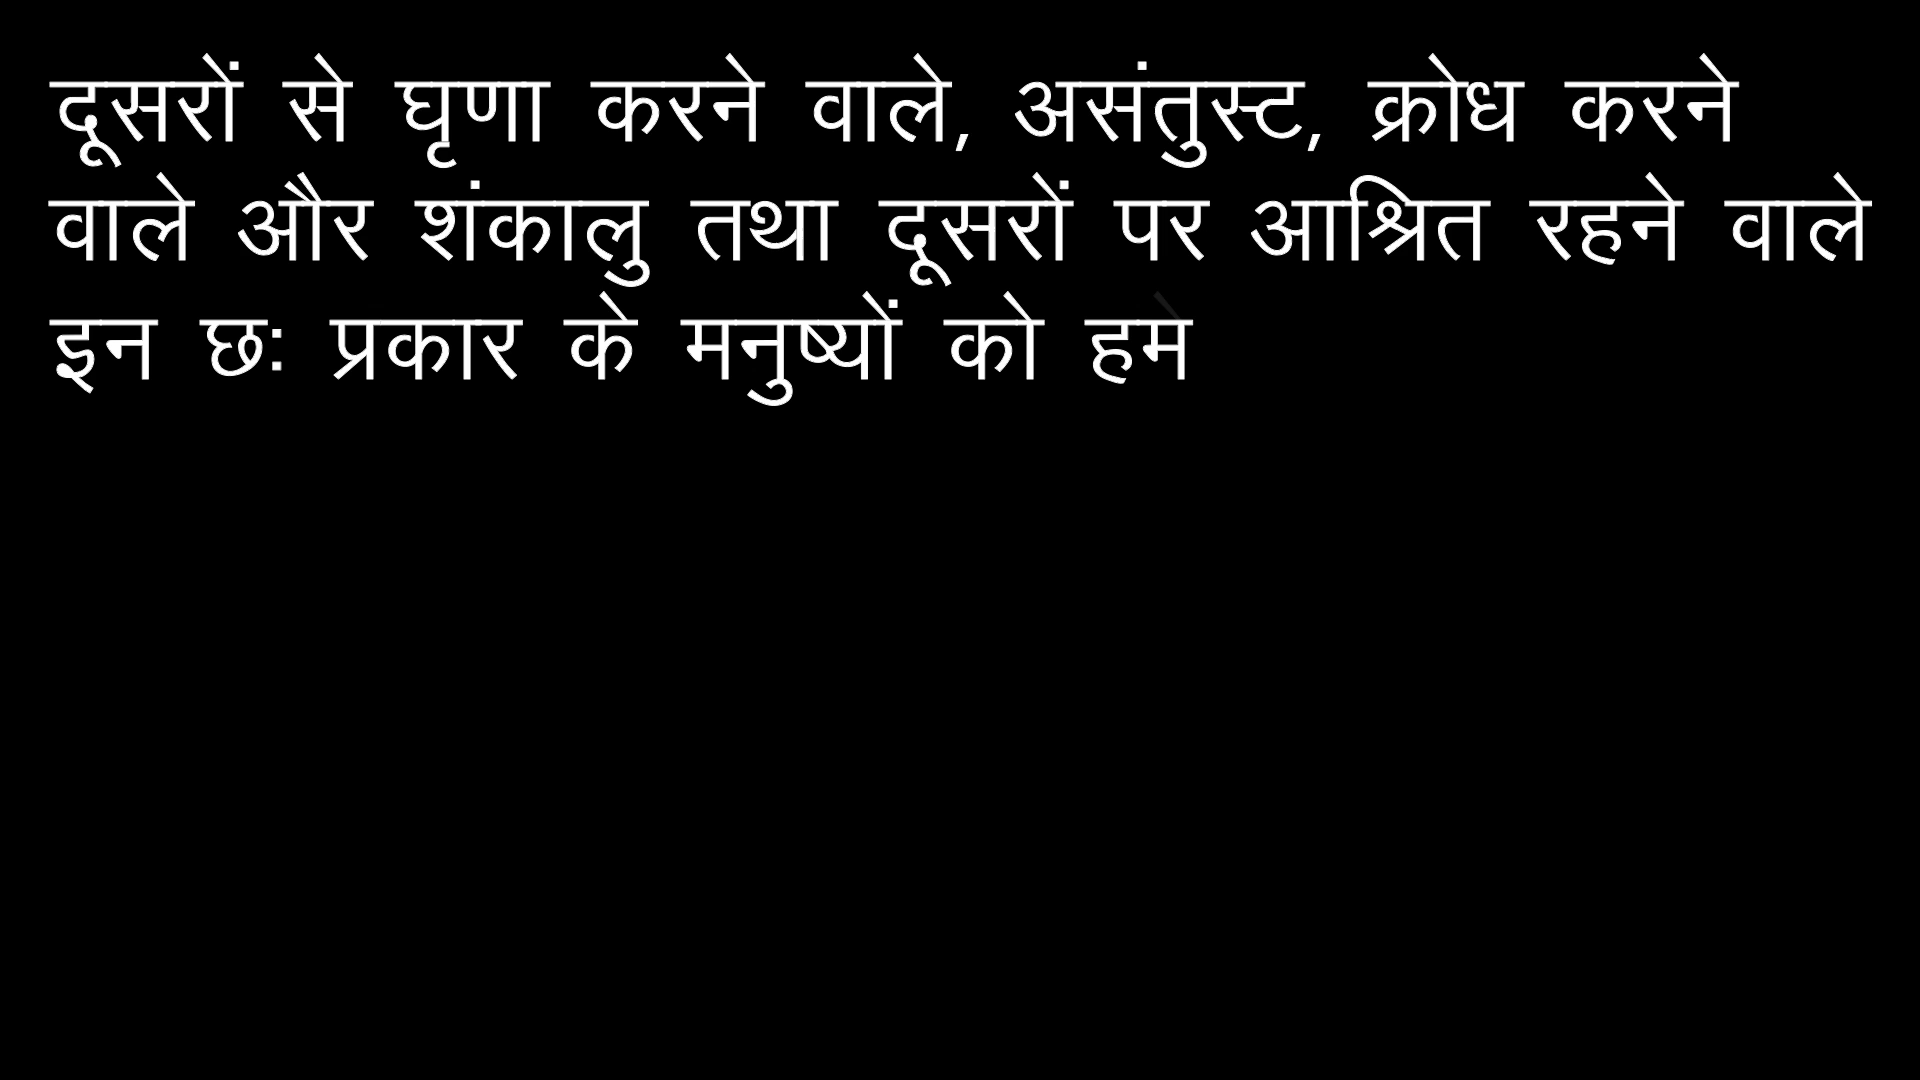 दूसरों से घृणा करने वाले, असंतुस्ट, क्रोध करने
वाले और शंकालु तथा दूसरों पर आश्रित रहने वाले
इन छः प्रकार के मनुष्यों को हमे